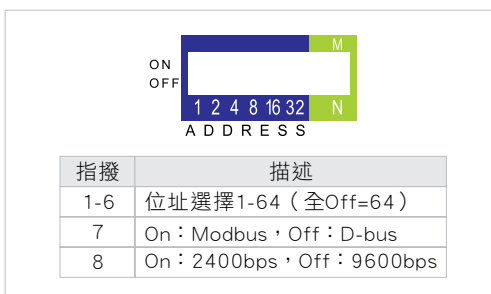 M
ON
OFF
1 2 4 8 16 32 N
ADDRESS
指撥 描述
1-6 位址選擇1-64（全Off=64）
7 On：Modbus，Off：D-bus
8 On：2400bps，Off：9600bps